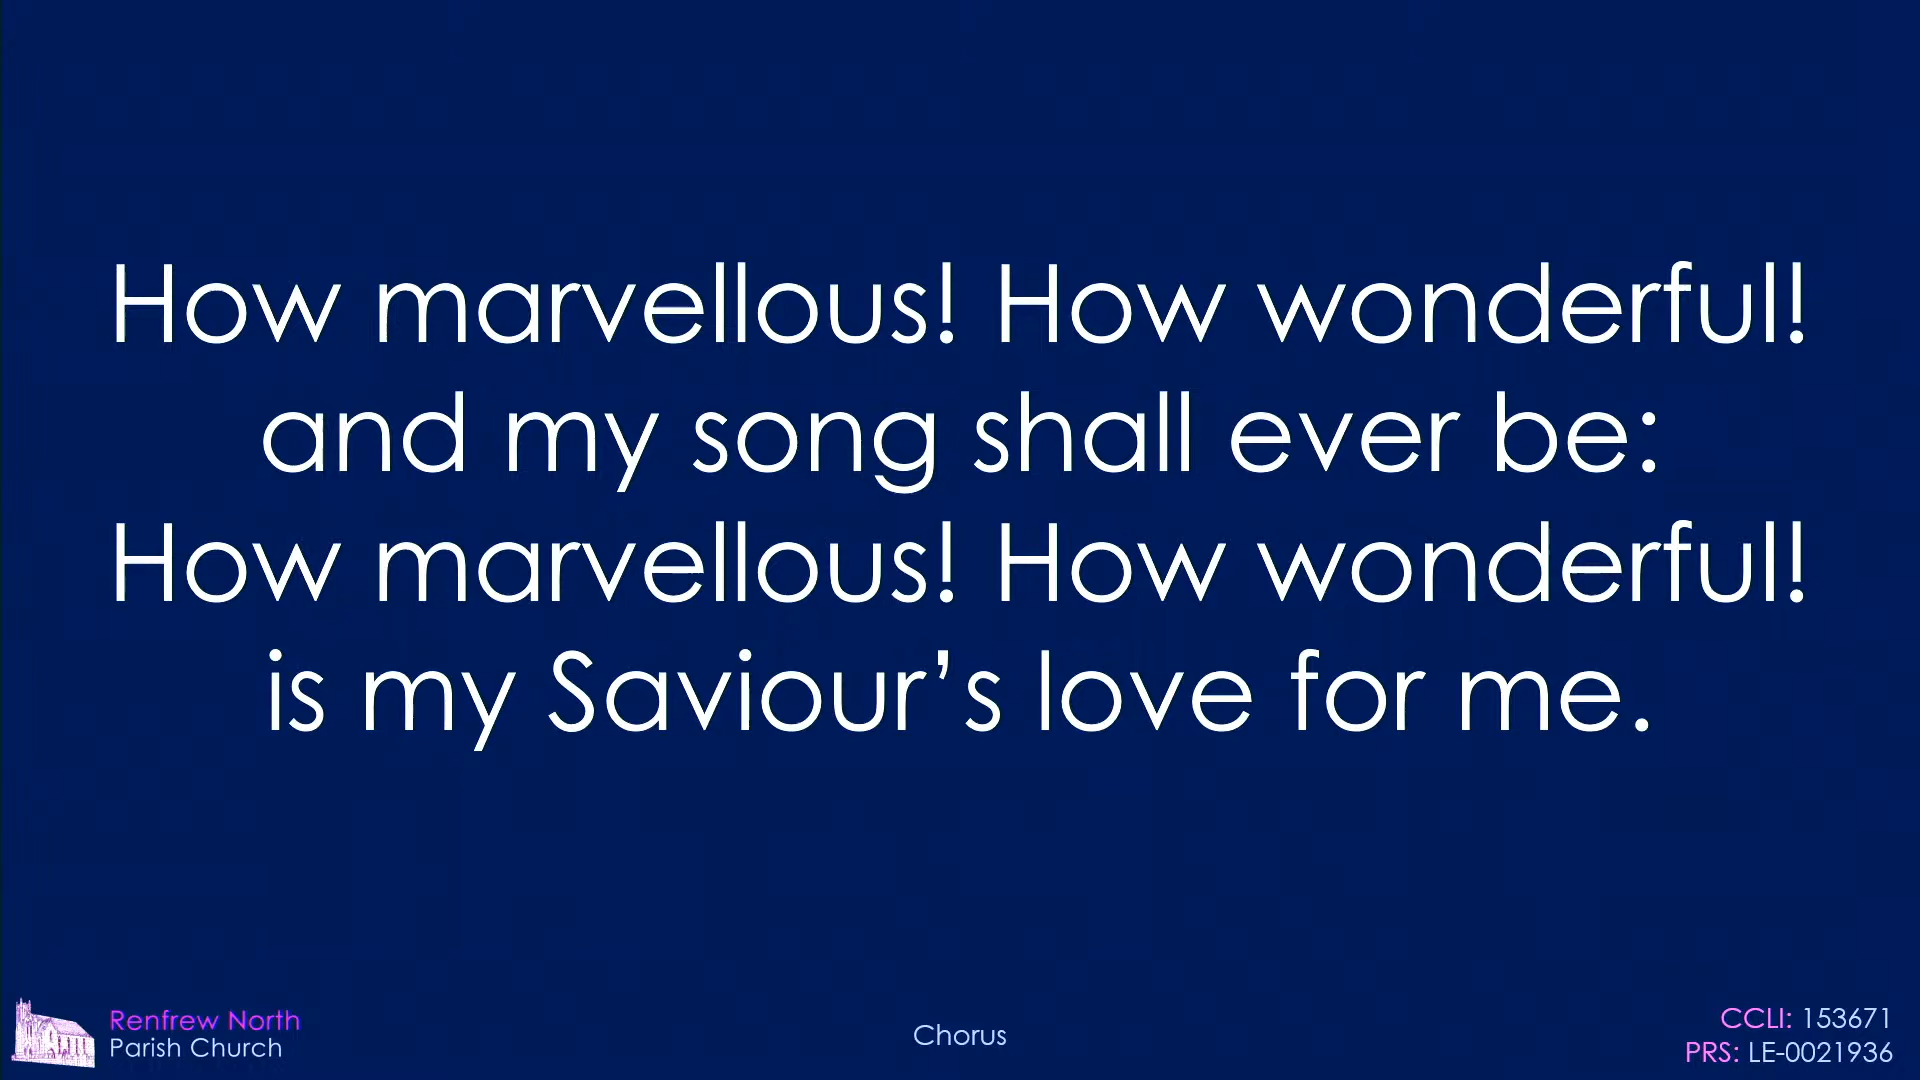 How marvellous! How wonderful!
and my song shall ever be:
How marvellous! How wonderful!
is my Saviour’s love for me.
Renfrew North
Parish Church
Chorus
CCLI: 153671
PRS: LE-0021936